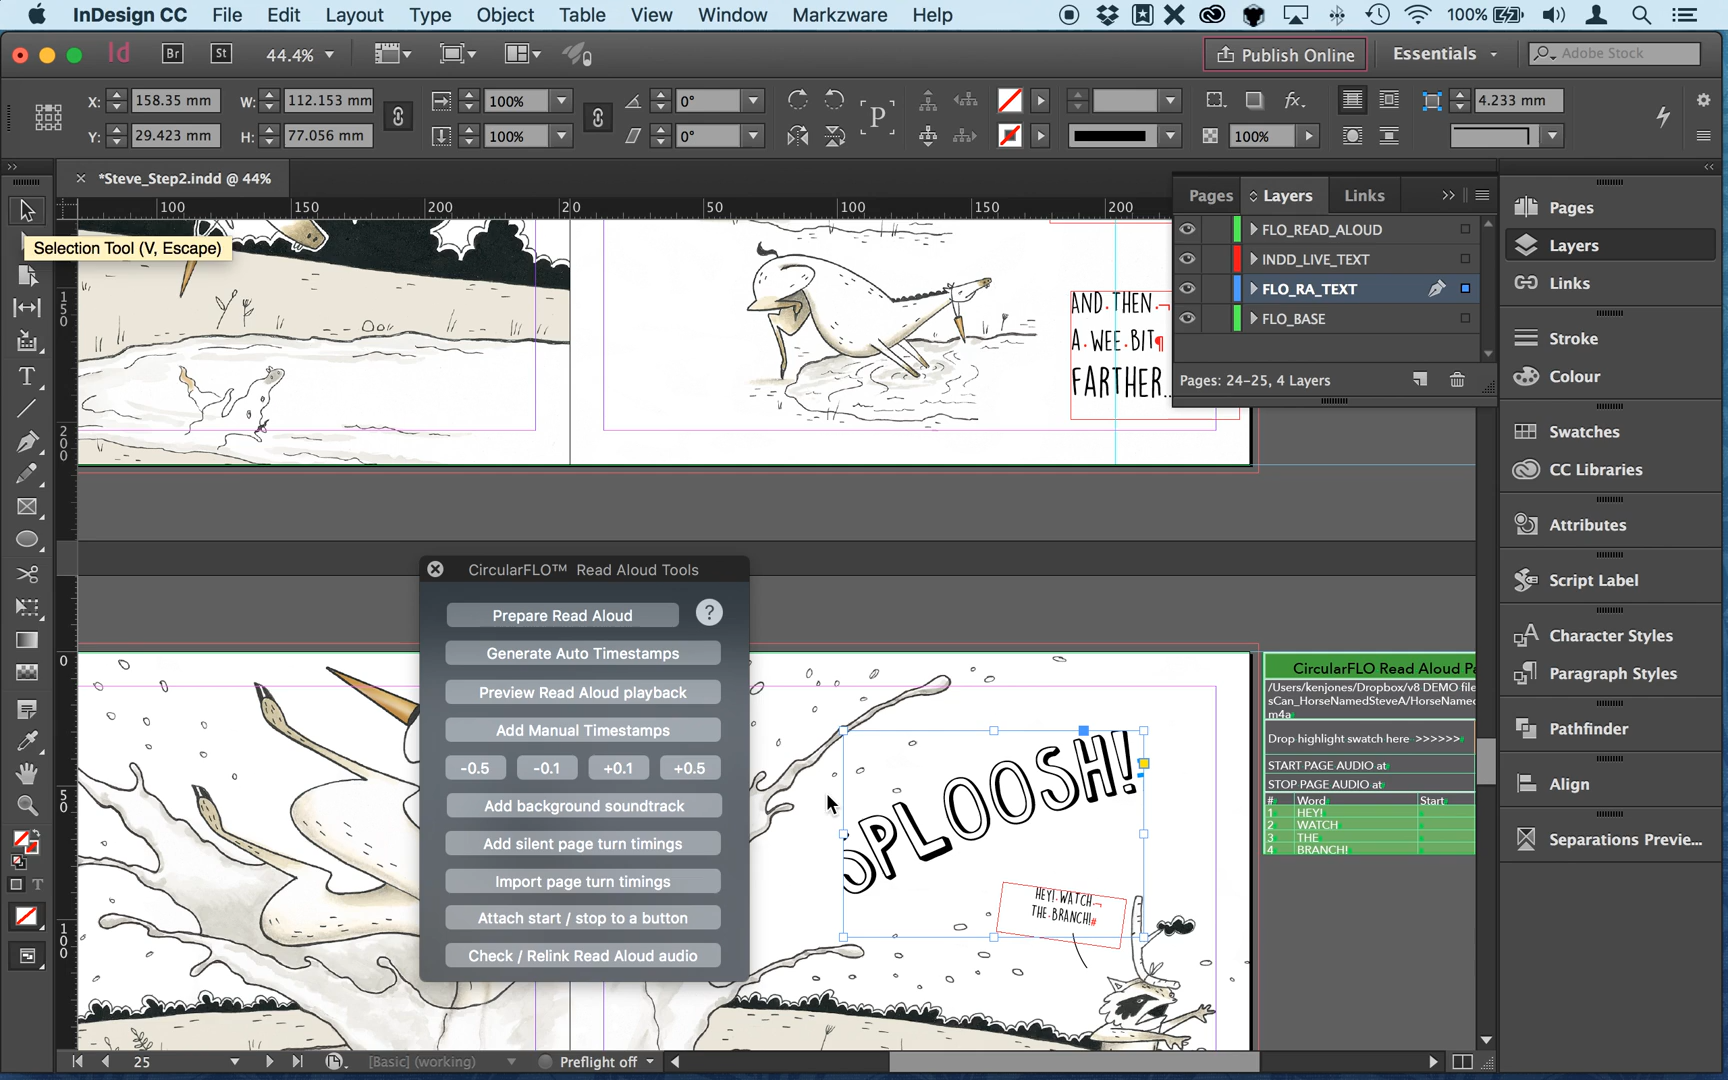 InDesign CC File Edit Layout Type Object Table View Window Markzware Help 100%
Id Br St 44.4% Publish Online Essentials Adobe Stock
X: 158.35 mm W: 112.153 mm 100% 0° fx. 4.233 mm
Y: 29.423 mm H: 77.056 mm 100% 0° P 100%
*Steve_Step2.indd @ 44%
Pages Layers Links
100 150 200 20 50 100 150 200
Selection Tool (V, Escape)
FLO_READ_ALOUD
INDD_LIVE_TEXT
FLO_RA_TEXT
FLO_BASE
Pages: 24-25, 4 Layers
AND THEN
A WEE BIT
FARTHER..
150
200
0
50
100
Pages
Layers
Links
Stroke
Colour
Swatches
CC Libraries
Attributes
Script Label
Character Styles
Paragraph Styles
Pathfinder
Align
Separations Previe...
CircularFLO™ Read Aloud Tools
Prepare Read Aloud ?
Generate Auto Timestamps
Preview Read Aloud playback
Add Manual Timestamps
-0.5 -0.1 +0.1 +0.5
Add background soundtrack
Add silent page turn timings
Import page turn timings
Attach start / stop to a button
Check / Relink Read Aloud audio
SPLOOSH!
HEY! WATCH
THE BRANCH!
CircularFLO Read Aloud Pa
/Users/kenjones/Dropbox/v8 DEMO file
sCan_HorseNamedSteveA/HorseNamed
m4a
Drop highlight swatch here >>>>>>
START PAGE AUDIO at
STOP PAGE AUDIO at
# Word Start
1 HEY!
2 WATCH
3 THE
4 BRANCH!
25 [Basic] (working) Preflight off